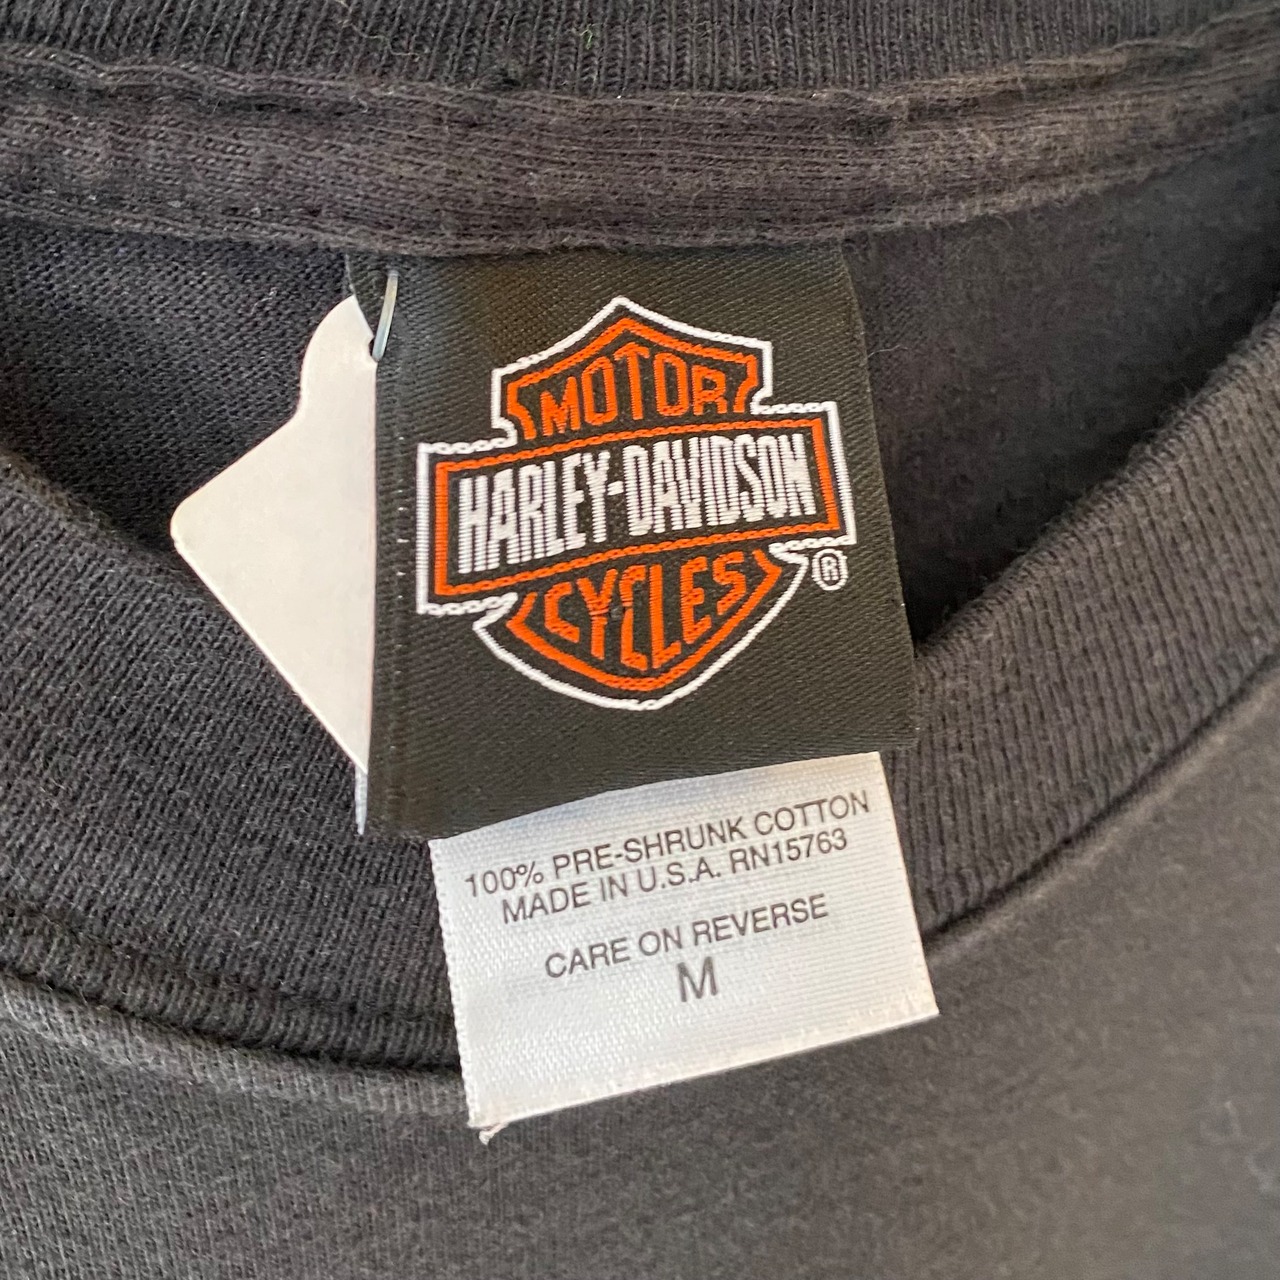 MOTOR
HARLEY-DAVIDSON
CYCLES
®
100% PRE-SHRUNK COTTON
MADE IN U.S.A. RN15763
CARE ON REVERSE
M